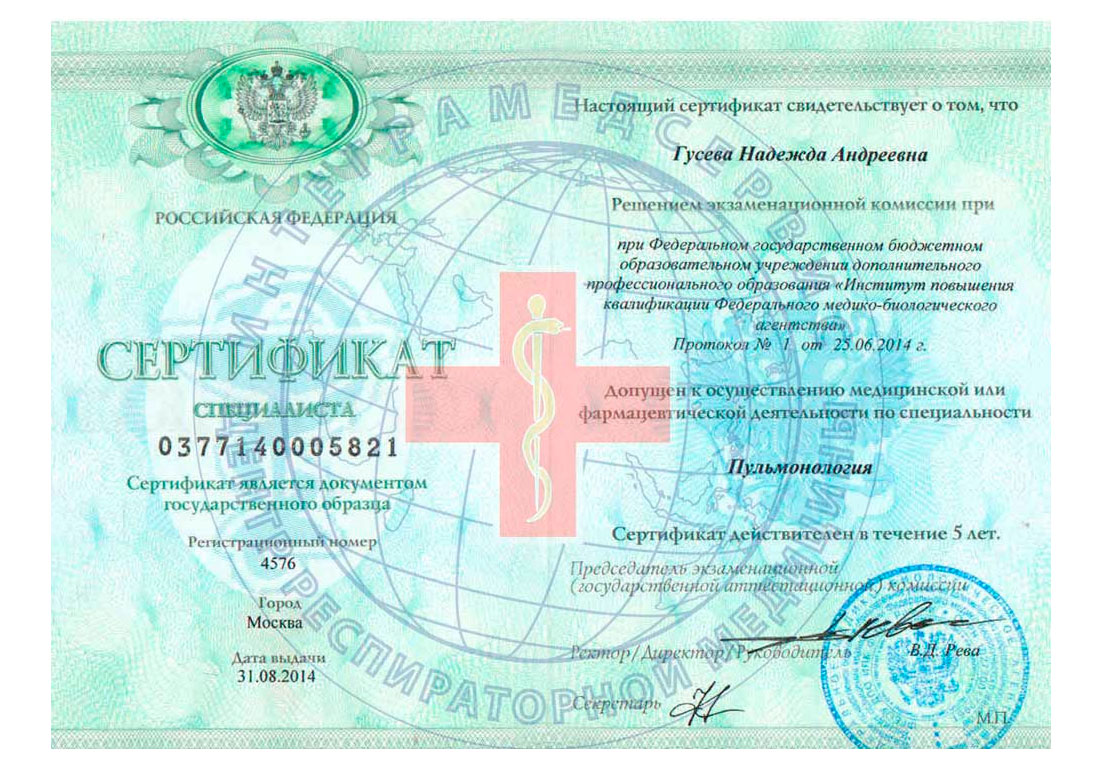 РОССИЙСКАЯ ФЕДЕРАЦИЯ
СЕРТИФИКАТ
СПЕЦИАЛИСТА
0377140005821
Сертификат является документом
государственного образца
Регистрационный номер
4576
Город
Москва
Дата выдачи
31.08.2014
Настоящий сертификат свидетельствует о том, что
Гусева Надежда Андреевна
Решением экзаменационной комиссии при
при Федеральном государственном бюджетном
образовательном учреждении дополнительного
профессионального образования «Институт повышения
квалификации Федерального медико-биологического
агентства»
Протокол № 1 от 25.06.2014 г.
Допущен к осуществлению медицинской или
фармацевтической деятельности по специальности
Пульмонология
Сертификат действителен в течение 5 лет.
Председатель экзаменационной
(государственной аттестационной) комиссии
Ректор/Директор/Руководитель
В.Д. Рева
Секретарь
М.П.
ИНТЕГРАМЕДСЕРВИС
ЦЕНТР РЕСПИРАТОРНОЙ МЕДИЦИНЫ